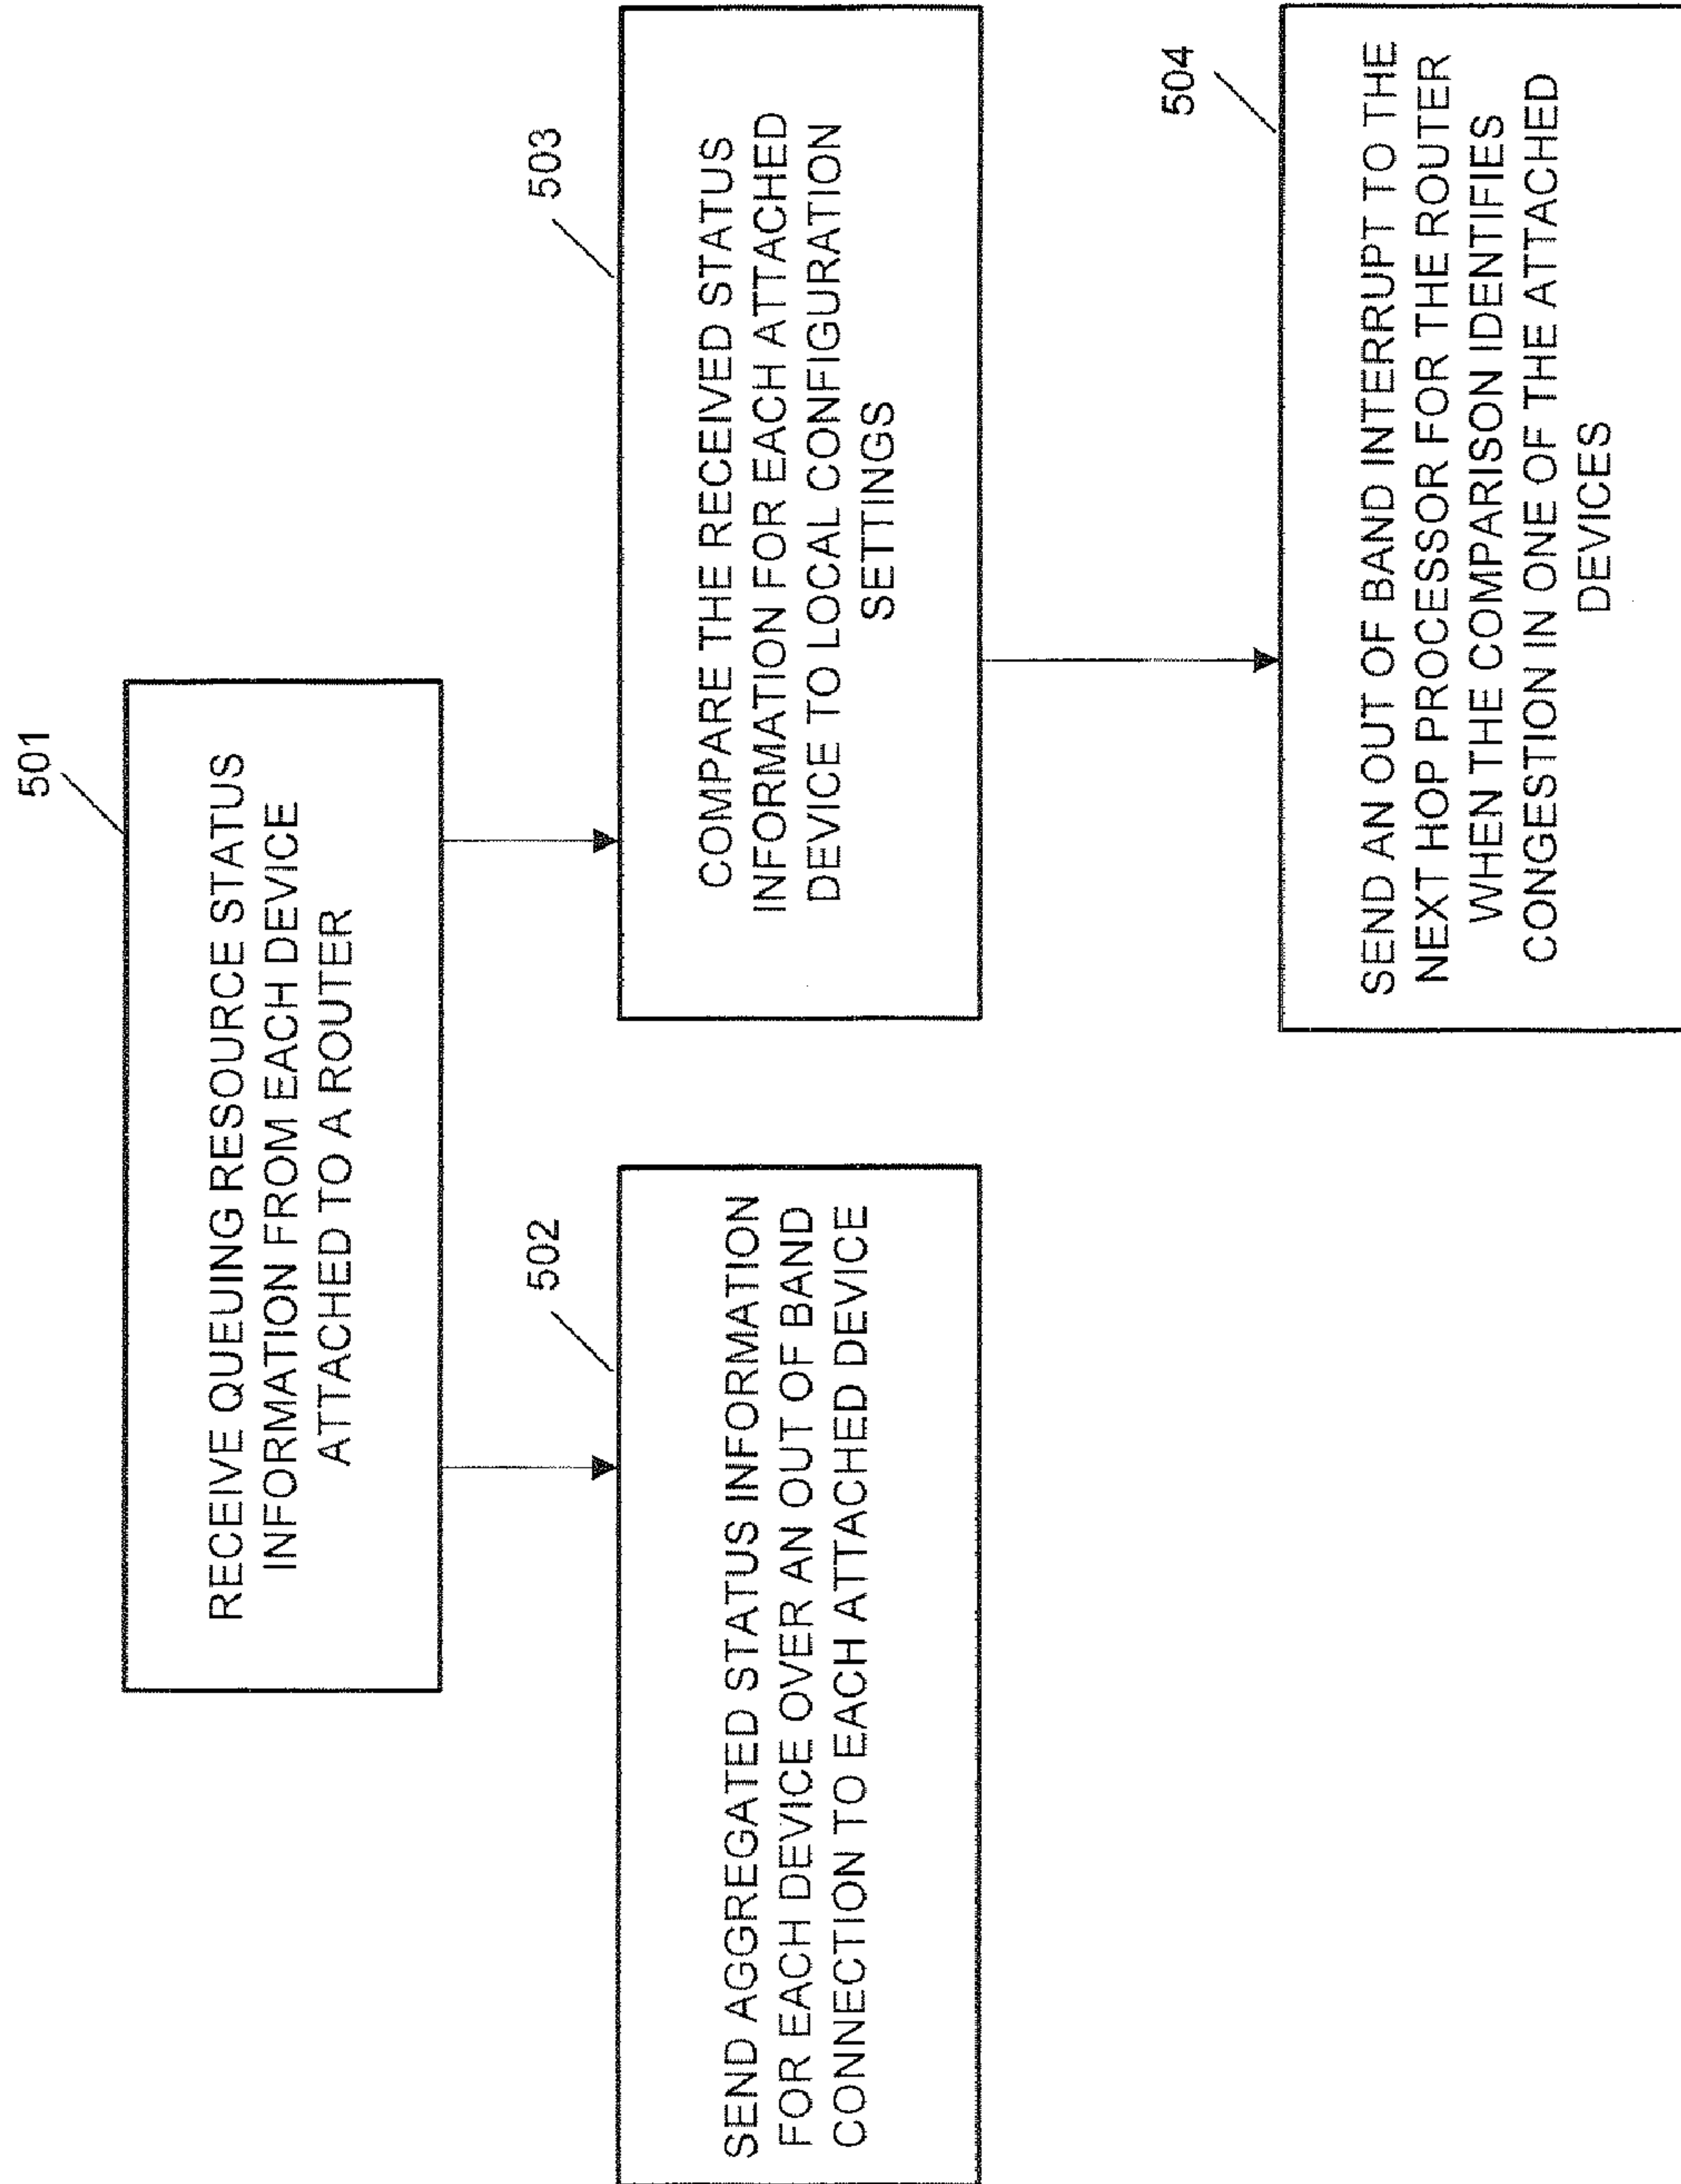 501
RECEIVE QUEUING RESOURCE STATUS
INFORMATION FROM EACH DEVICE
ATTACHED TO A ROUTER
502
SEND AGGREGATED STATUS INFORMATION
FOR EACH DEVICE OVER AN OUT OF BAND
CONNECTION TO EACH ATTACHED DEVICE
503
COMPARE THE RECEIVED STATUS
INFORMATION FOR EACH ATTACHED
DEVICE TO LOCAL CONFIGURATION
SETTINGS
504
SEND AN OUT OF BAND INTERRUPT TO THE
NEXT HOP PROCESSOR FOR THE ROUTER
WHEN THE COMPARISON IDENTIFIES
CONGESTION IN ONE OF THE ATTACHED
DEVICES